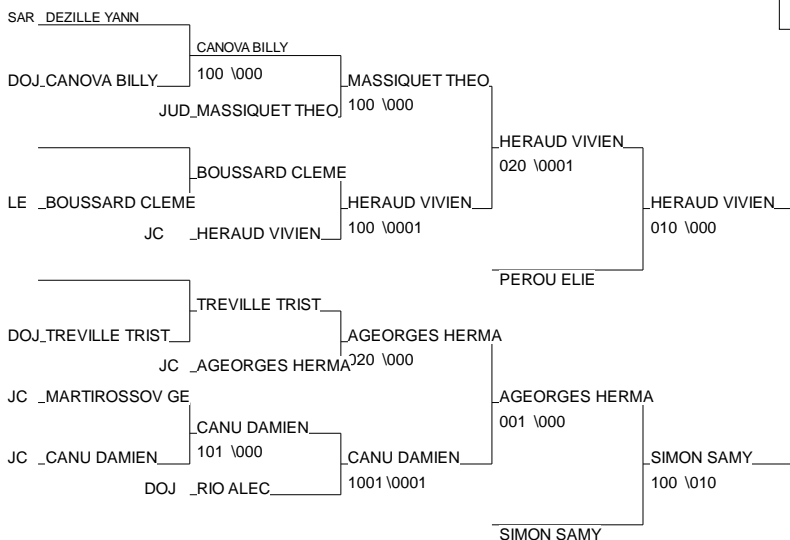 SAR DEZILLE YANN
CANOVA BILLY
100 \000
DOJ CANOVA BILLY
MASSIQUET THEO
100 \000
JUD MASSIQUET THEO
HERAUD VIVIEN
020 \0001
BOUSSARD CLEME
LE BOUSSARD CLEME
HERAUD VIVIEN
100 \0001
HERAUD VIVIEN
010 \000
JC HERAUD VIVIEN
PEROU ELIE
TREVILLE TRIST
DOJ TREVILLE TRIST
AGEORGES HERMA
020 \000
JC AGEORGES HERMA
JC MARTIROSSOV GE
AGEORGES HERMA
001 \000
CANU DAMIEN
101 \000
JC CANU DAMIEN
CANU DAMIEN
1001 \0001
SIMON SAMY
100 \010
DOJ RIO ALEC
SIMON SAMY